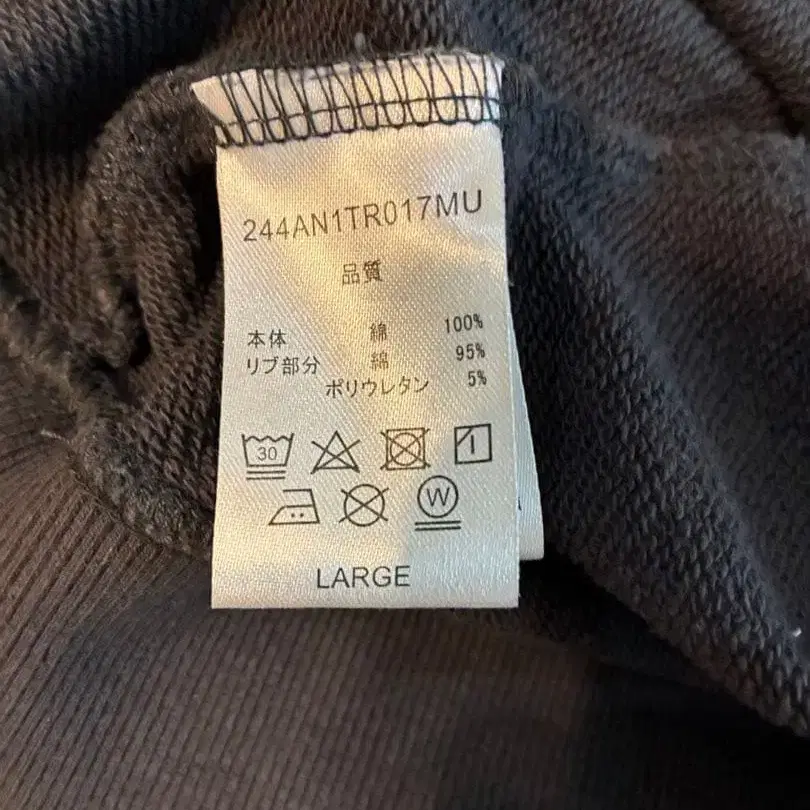 244AN1TR017MU
品質
本体 綿 100%
リブ部分 綿 95%
ポリウレタン 5%
30
W
LARGE